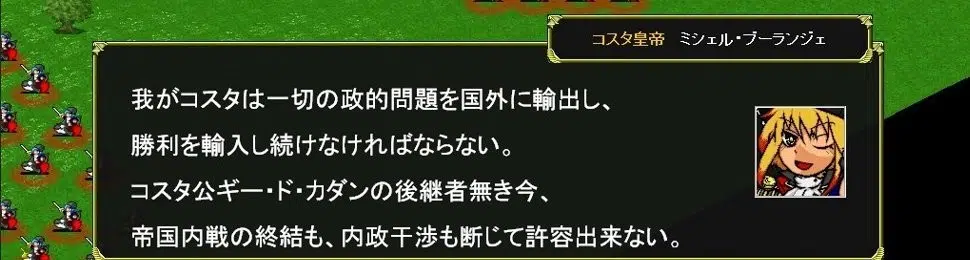 コスタ皇帝 ミシェル・ブーランジェ
我がコスタは一切の政的問題を国外に輸出し、
勝利を輸入し続けなければならない。
コスタ公ギー・ド・カダンの後継者無き今、
帝国内戦の終結も、内政干渉も断じて許容出来ない。